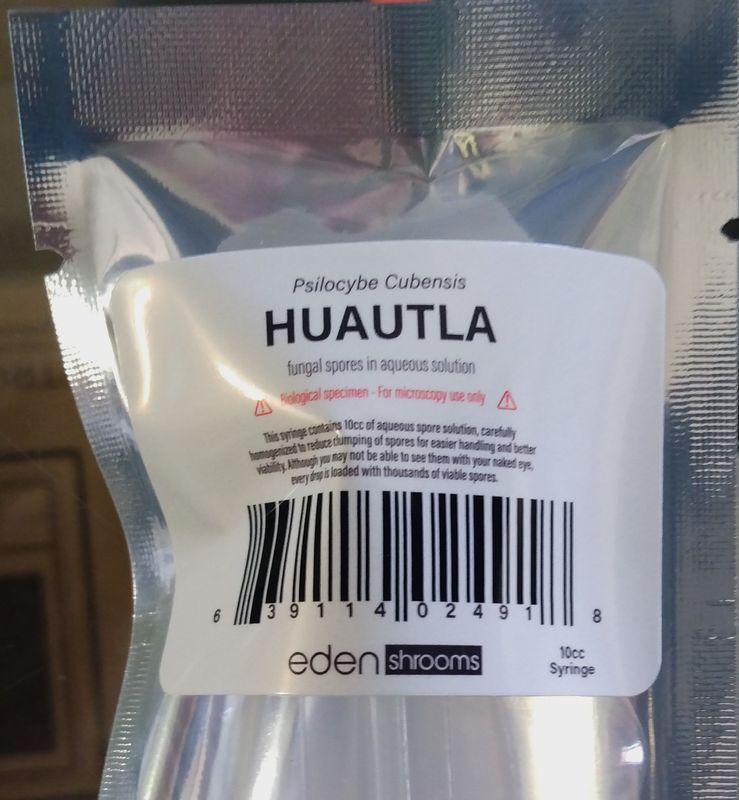 Psilocybe Cubensis
HUAUTLA
fungal spores in aqueous solution
Biological specimen - For microscopy use only
This syringe contains 10cc of aqueous spore solution, carefully
homogenized to reduce clumping of spores for easier handling and better
viability. Although you may not be able to see them with your naked eye,
every drop is loaded with thousands of viable spores.
6 39114 02491 8
eden shrooms
10cc
Syringe